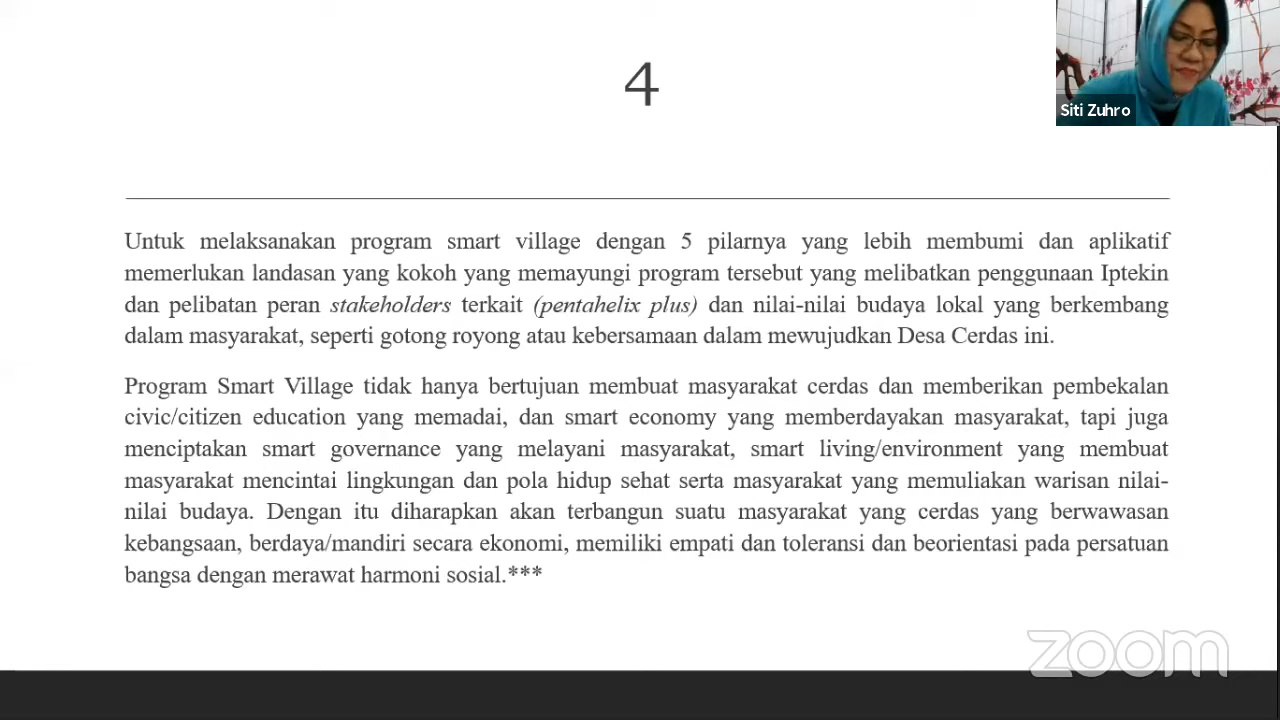 4
Siti Zuhro
Untuk melaksanakan program smart village dengan 5 pilarnya yang lebih membumi dan aplikatif
memerlukan landasan yang kokoh yang memayungi program tersebut yang melibatkan penggunaan Iptekin
dan pelibatan peran stakeholders terkait (pentahelix plus) dan nilai-nilai budaya lokal yang berkembang
dalam masyarakat, seperti gotong royong atau kebersamaan dalam mewujudkan Desa Cerdas ini.
Program Smart Village tidak hanya bertujuan membuat masyarakat cerdas dan memberikan pembekalan
civic/citizen education yang memadai, dan smart economy yang memberdayakan masyarakat, tapi juga
menciptakan smart governance yang melayani masyarakat, smart living/environment yang membuat
masyarakat mencintai lingkungan dan pola hidup sehat serta masyarakat yang memuliakan warisan nilai-
nilai budaya. Dengan itu diharapkan akan terbangun suatu masyarakat yang cerdas yang berwawasan
kebangsaan, berdaya/mandiri secara ekonomi, memiliki empati dan toleransi dan beorientasi pada persatuan
bangsa dengan merawat harmoni sosial.***
zoom